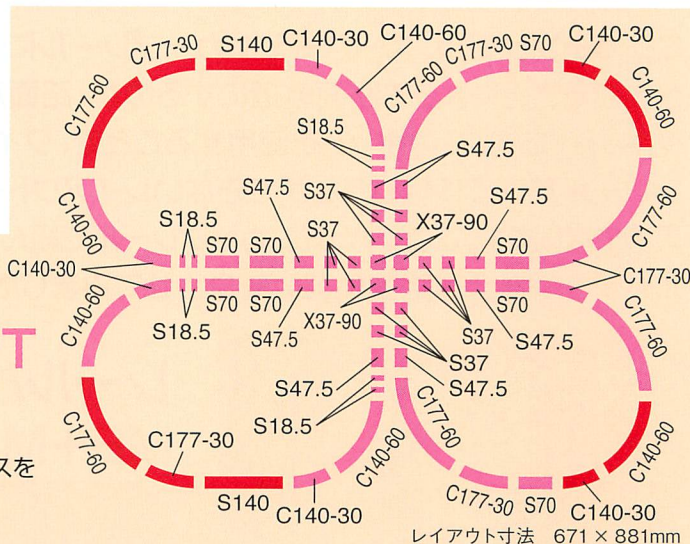 C140-30 C140-60
C177-30 S140
C177-60
C177-30 S70 C140-30
C177-60
C140-60
S18.5
S47.5
S47.5 S37
S47.5
C140-60
S18.5 S70 S70
S37
X37-90
S70
C177-60
C140-30
C177-30
S18.5 S70 S70
S47.5
X37-90
S37
S70
S47.5
C140-60
C177-60
T
S37
S47.5
S47.5
S18.5
C177-60
C177-30
C140-60
C177-60
C140-60
スを
S140
C140-30
C177-30 S70
C140-30
レイアウト寸法 671×881mm